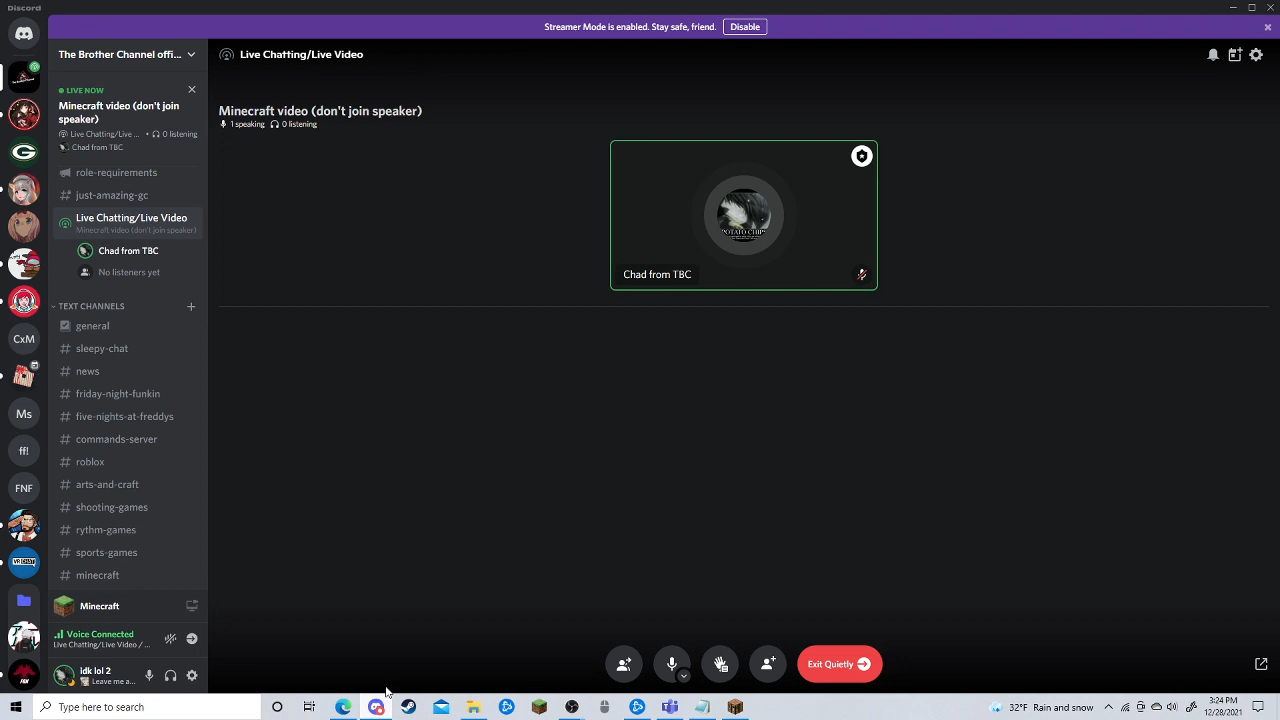 Discord
Streamer Mode is enabled. Stay safe, friend.
Disable
The Brother Channel offi...
Live Chatting/Live Video
LIVE NOW
Minecraft video (don't join
speaker)
Live Chatting/Live ... • 0 listening
Chad from TBC
role-requirements
just-amazing-gc
Live Chatting/Live Video
Minecraft video (don't join speaker)
Chad from TBC
No listeners yet
TEXT CHANNELS
general
sleepy-chat
news
friday-night-funkin
five-nights-at-freddys
commands-server
roblox
arts-and-craft
shooting-games
rythm-games
sports-games
minecraft
Minecraft
Voice Connected
Live Chatting/Live Video / ...
idk lol 2
Leave me a...
G
CxM
Ms
ff!
FNF
VR CHAT
Minecraft video (don't join speaker)
1 speaking 0 listening
POTATO CHIPS
Chad from TBC
Exit Quietly
Type here to search
32°F Rain and snow
3:24 PM
12/28/2021